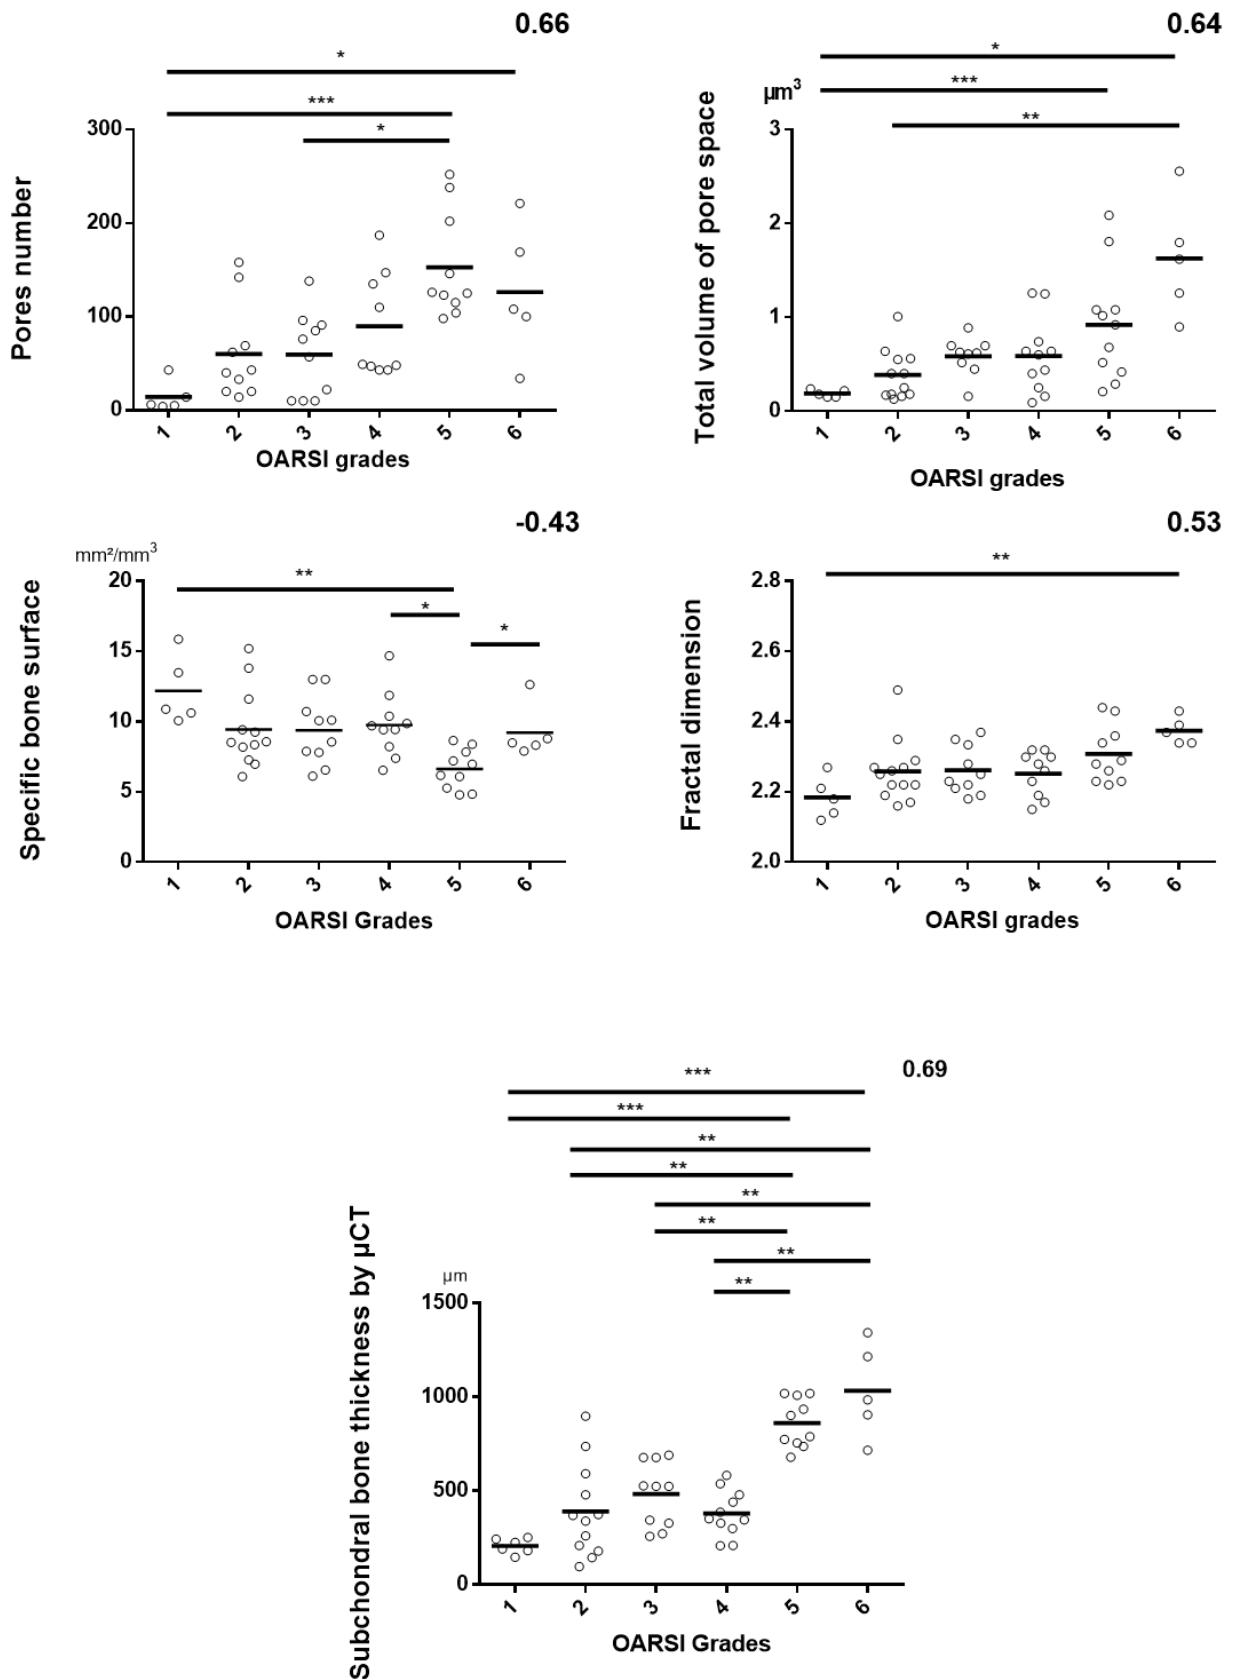 0.66
*
***
*
Pores number
300
200
100
0
1 2 3 4 5 6
OARSI grades
0.64
*
***
µm3
**
Total volume of pore space
3
2
1
0
1 2 3 4 5 6
OARSI grades
-0.43
mm²/mm3
**
*
*
Specific bone surface
20
15
10
5
0
1 2 3 4 5 6
OARSI Grades
0.53
**
Fractal dimension
2.8
2.6
2.4
2.2
2.0
1 2 3 4 5 6
OARSI grades
0.69
***
***
**
**
**
**
**
**
Subchondral bone thickness by µCT
µm
1500
1000
500
0
1 2 3 4 5 6
OARSI Grades